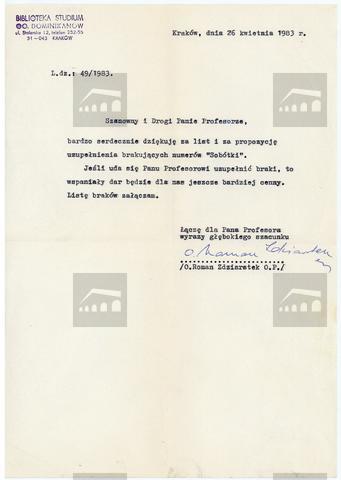 BIBLIOTEKA STUDIUM
OO. DOMINIKANÓW
ul. Stolarska 12, telefon 252-55
31-043 KRAKÓW
Kraków, dnia 26 kwietnia 1983 r.
L.dz.: 49/1983.
Szanowny i Drogi Panie Profesorze,
bardzo serdecznie dziękuję za list i za propozycję
uzupełnienia brakujących numerów "Sobótki".
Jeśli uda się Panu Profesorowi uzupełnić braki, to
wspaniały dar będzie dla nas jeszcze bardziej cenny.
Listę braków załączam.
Łączę dla Pana Profesora
wyrazy głębokiego szacunku
O. Roman
/O.Roman Zdziarstek O.P./